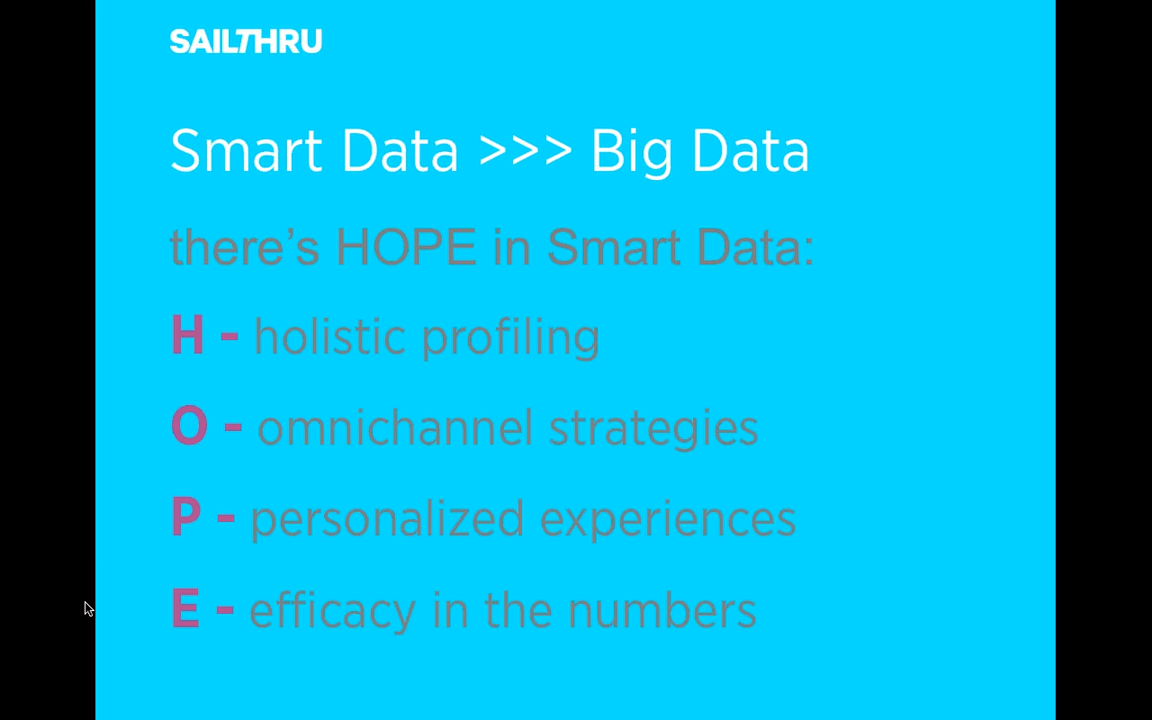 SAILTHRU
Smart Data >>> Big Data
there’s HOPE in Smart Data:
H - holistic profiling
O - omnichannel strategies
P - personalized experiences
E - efficacy in the numbers